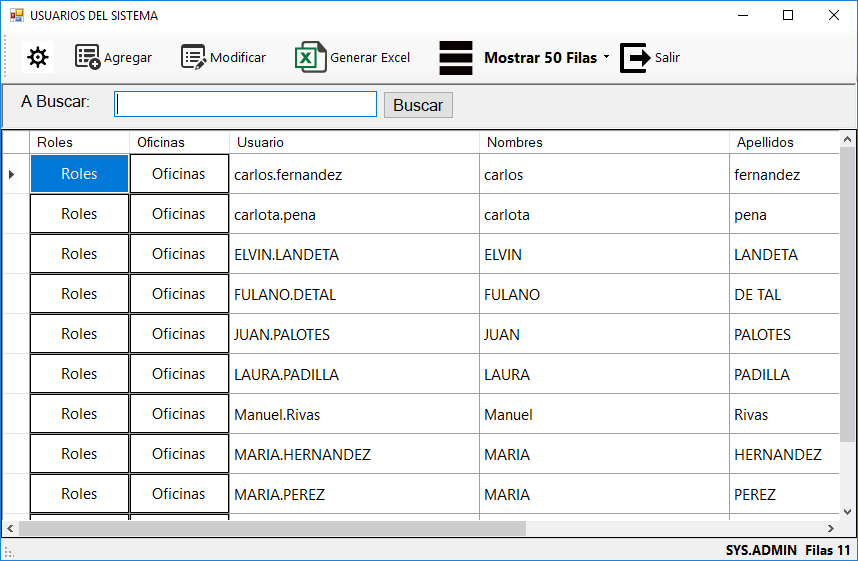 USUARIOS DEL SISTEMA
Agregar Modificar Generar Excel Mostrar 50 Filas Salir
A Buscar: Buscar
Roles Oficinas Usuario Nombres Apellidos
Roles Oficinas carlos.fernandez carlos fernandez
Roles Oficinas carlota.pena carlota pena
Roles Oficinas ELVIN.LANDETA ELVIN LANDETA
Roles Oficinas FULANO.DETAL FULANO DE TAL
Roles Oficinas JUAN.PALOTES JUAN PALOTES
Roles Oficinas LAURA.PADILLA LAURA PADILLA
Roles Oficinas Manuel.Rivas Manuel Rivas
Roles Oficinas MARIA.HERNANDEZ MARIA HERNANDEZ
Roles Oficinas MARIA.PEREZ MARIA PEREZ
SYS.ADMIN Filas 11